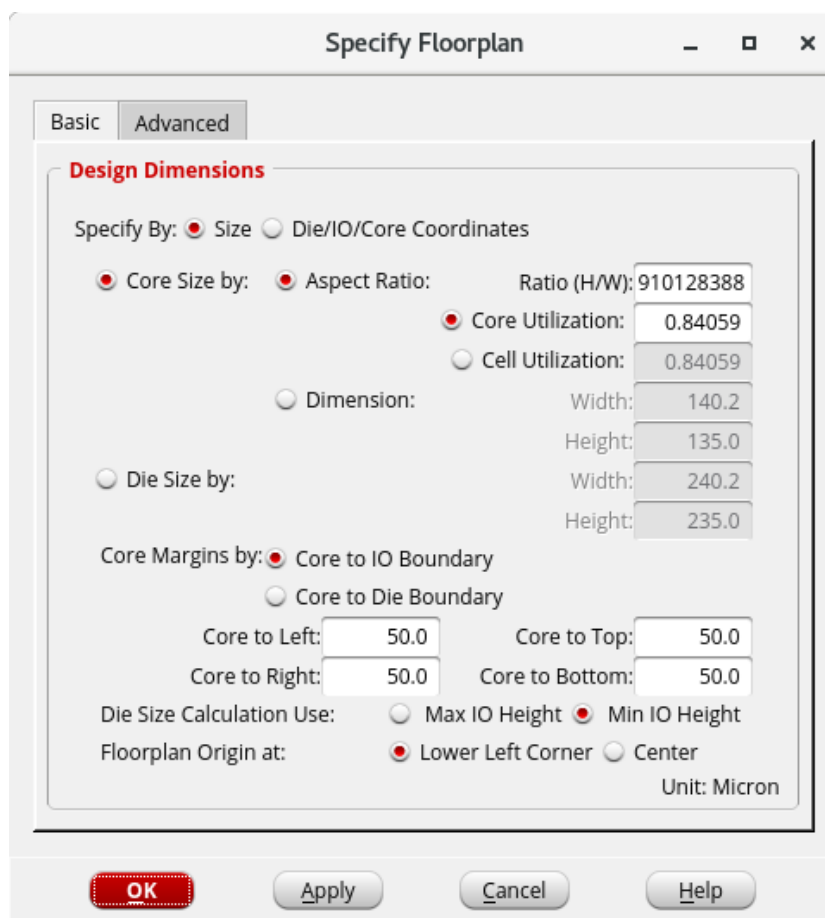 Specify Floorplan
Basic Advanced
Design Dimensions
Specify By: Size Die/IO/Core Coordinates
Core Size by: Aspect Ratio: Ratio (H/W): 910128388
Core Utilization: 0.84059
Cell Utilization: 0.84059
Dimension: Width: 140.2
Height: 135.0
Die Size by: Width: 240.2
Height: 235.0
Core Margins by: Core to IO Boundary
Core to Die Boundary
Core to Left: 50.0 Core to Top: 50.0
Core to Right: 50.0 Core to Bottom: 50.0
Die Size Calculation Use: Max IO Height Min IO Height
Floorplan Origin at: Lower Left Corner Center
Unit: Micron
OK Apply Cancel Help